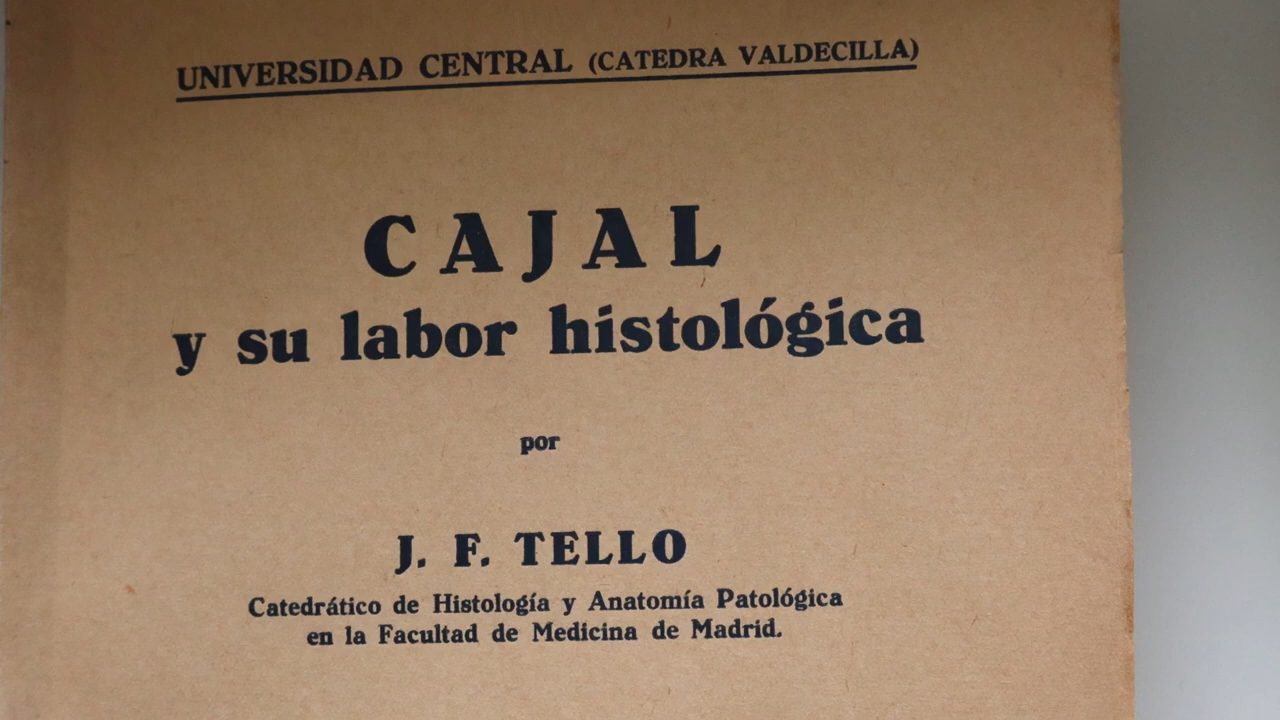 UNIVERSIDAD CENTRAL (CATEDRA VALDECILLA)
CAJAL
y su labor histológica
por
J. F. TELLO
Catedrático de Histología y Anatomía Patológica
en la Facultad de Medicina de Madrid.